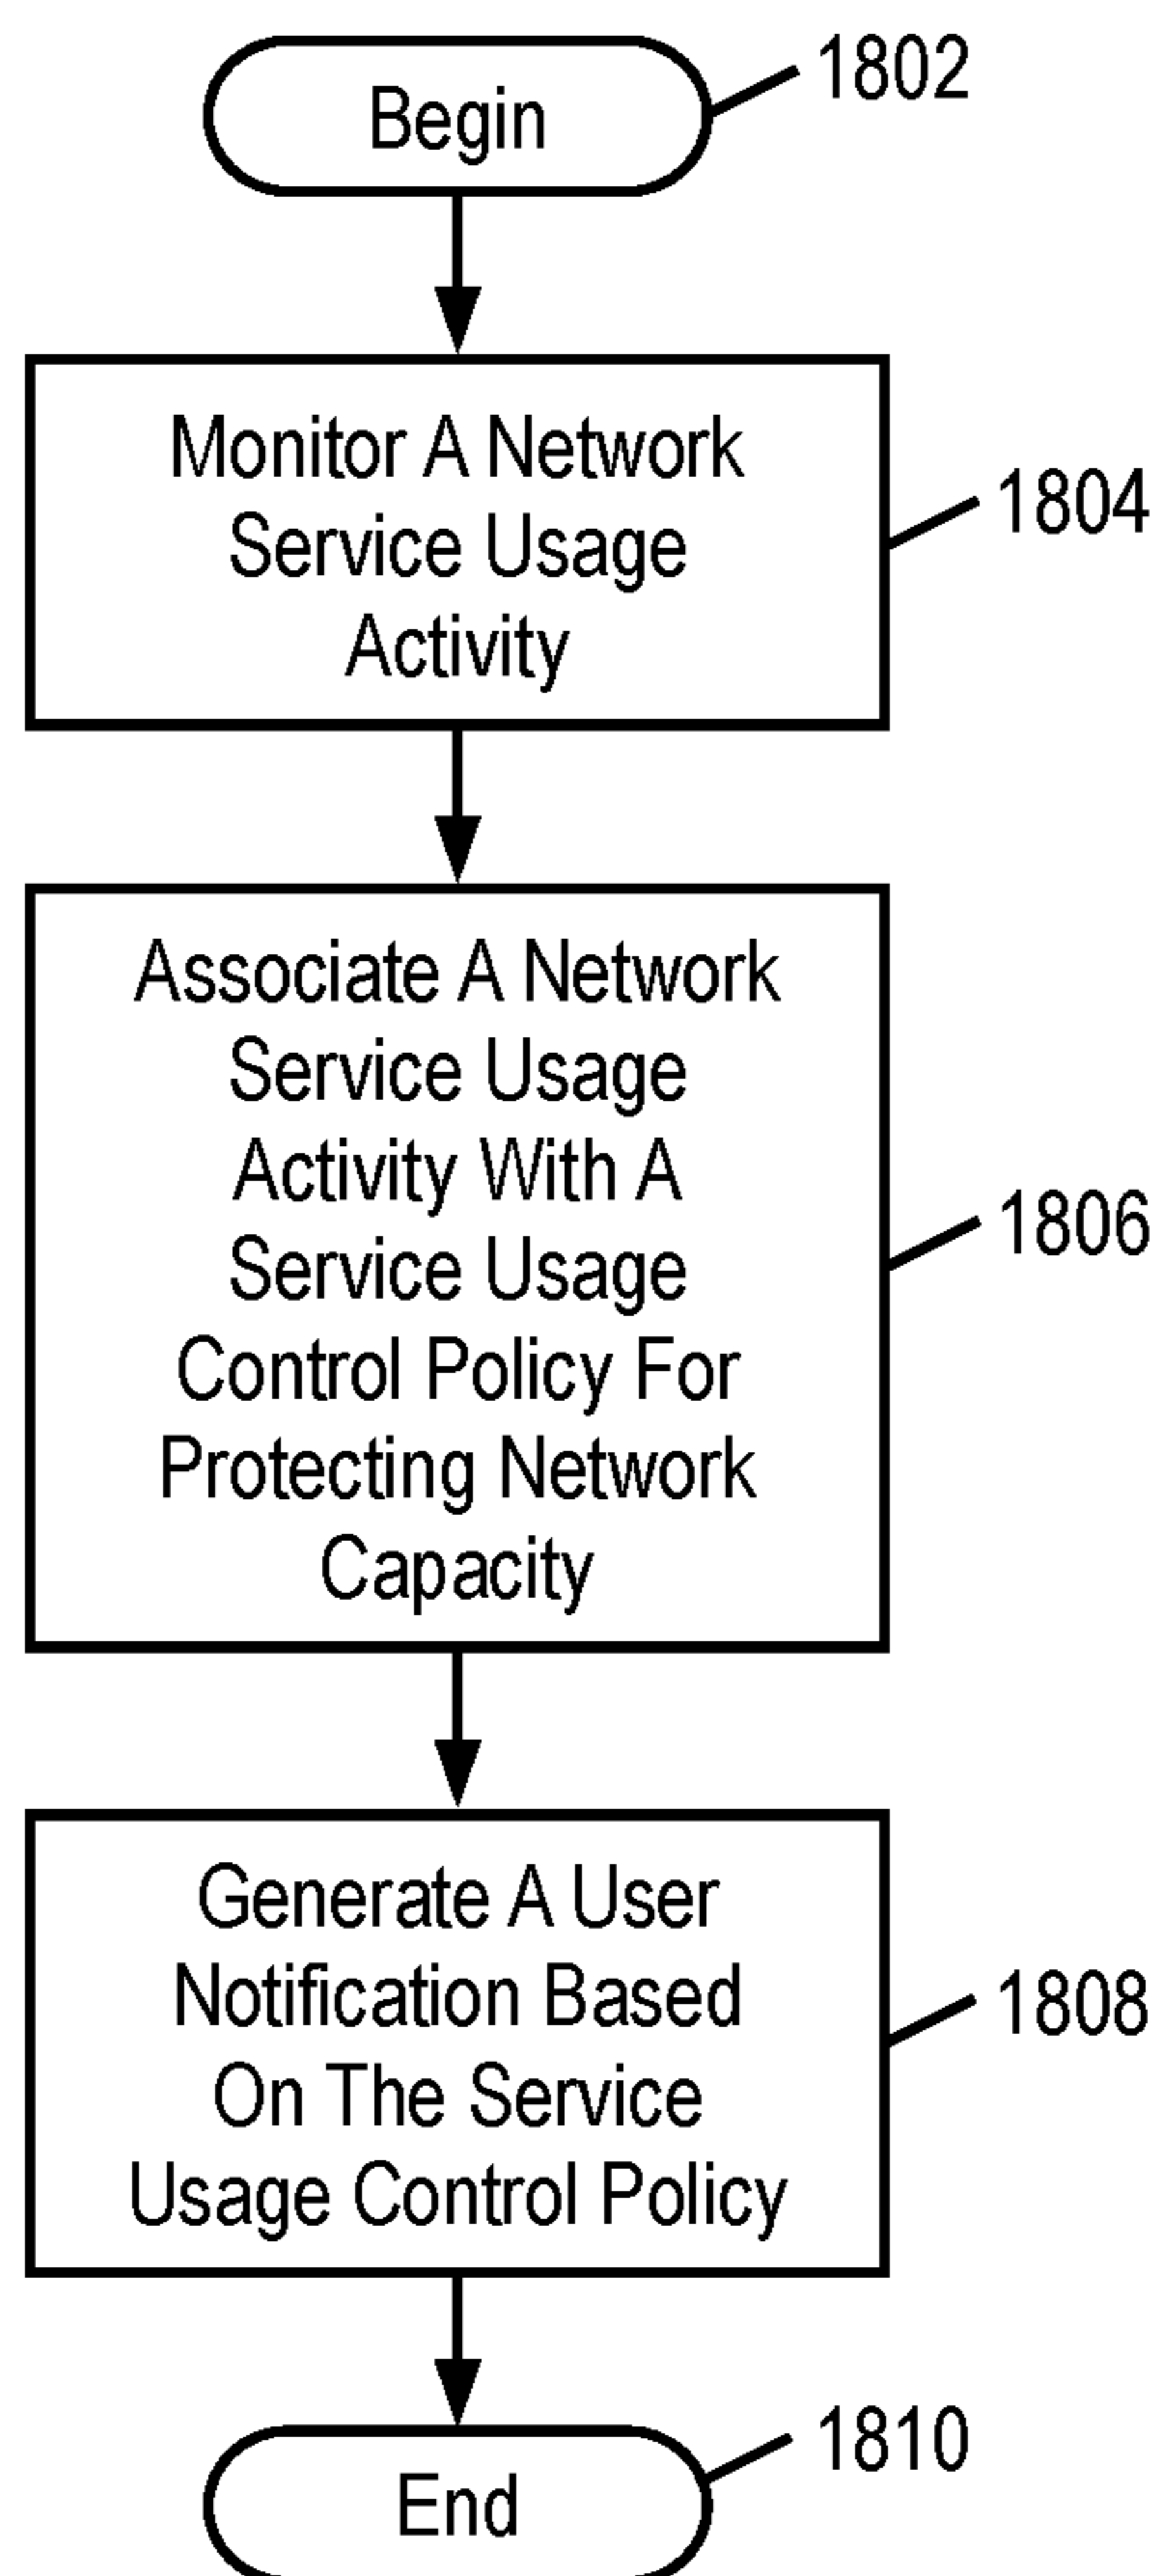 Begin
1802
Monitor A Network
Service Usage
Activity
1804
Associate A Network
Service Usage
Activity With A
Service Usage
Control Policy For
Protecting Network
Capacity
1806
Generate A User
Notification Based
On The Service
Usage Control Policy
1808
End
1810